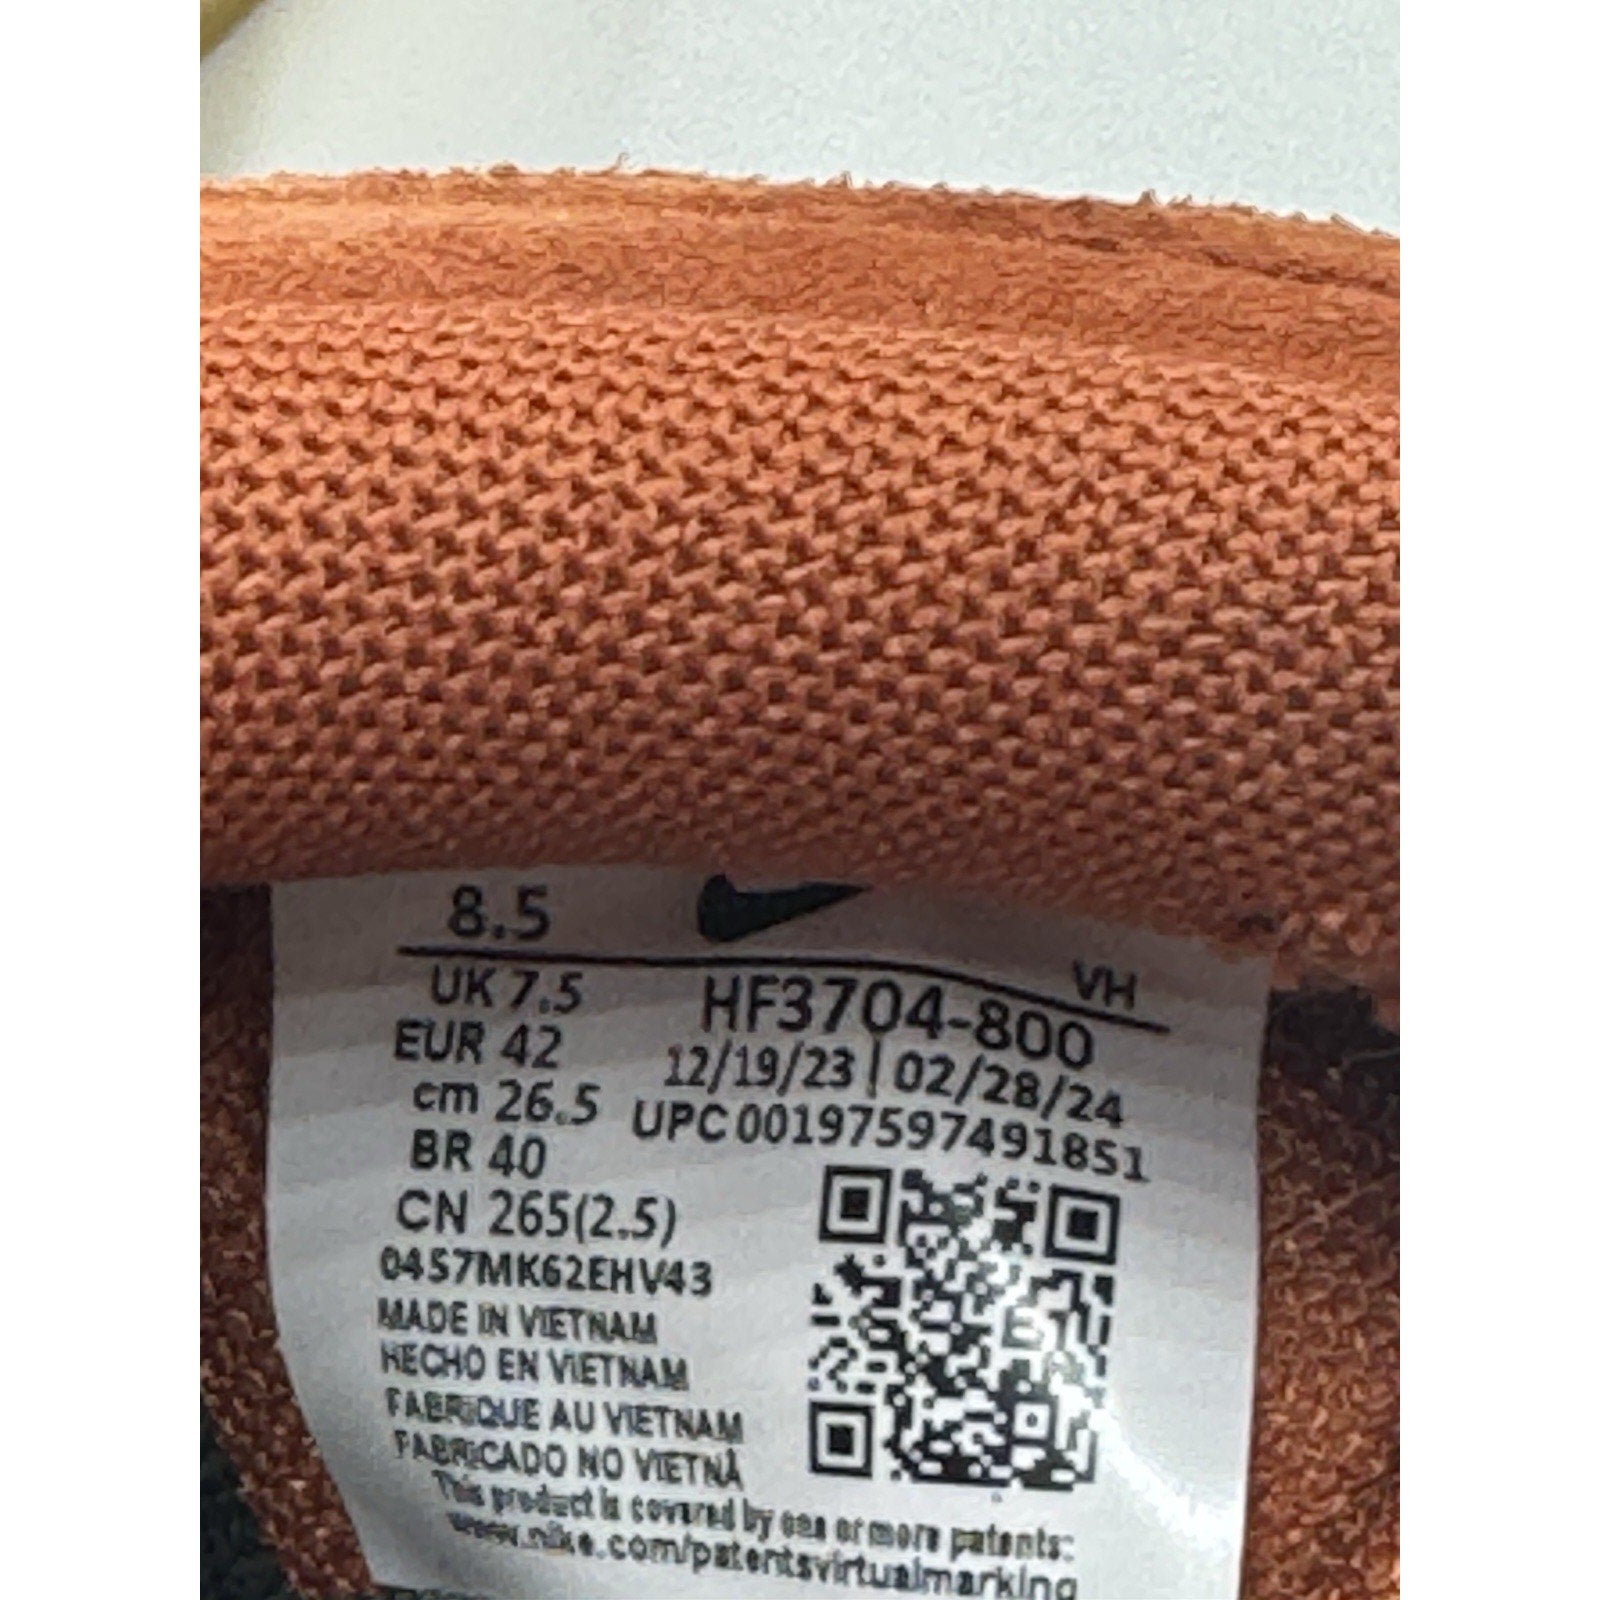 8.5
VH
UK 7.5
HF3704-800
EUR 42
12/19/23 | 02/28/24
cm 26.5
UPC 00197597491851
BR 40
CN 265(2.5)
0457MK62EHV43
MADE IN VIETNAM
HECHO EN VIETNAM
FABRIQUE AU VIETNAM
FABRICADO NO VIETNÃ
This product is covered by one or more patents:
www.nike.com/patentsvirtualmarking